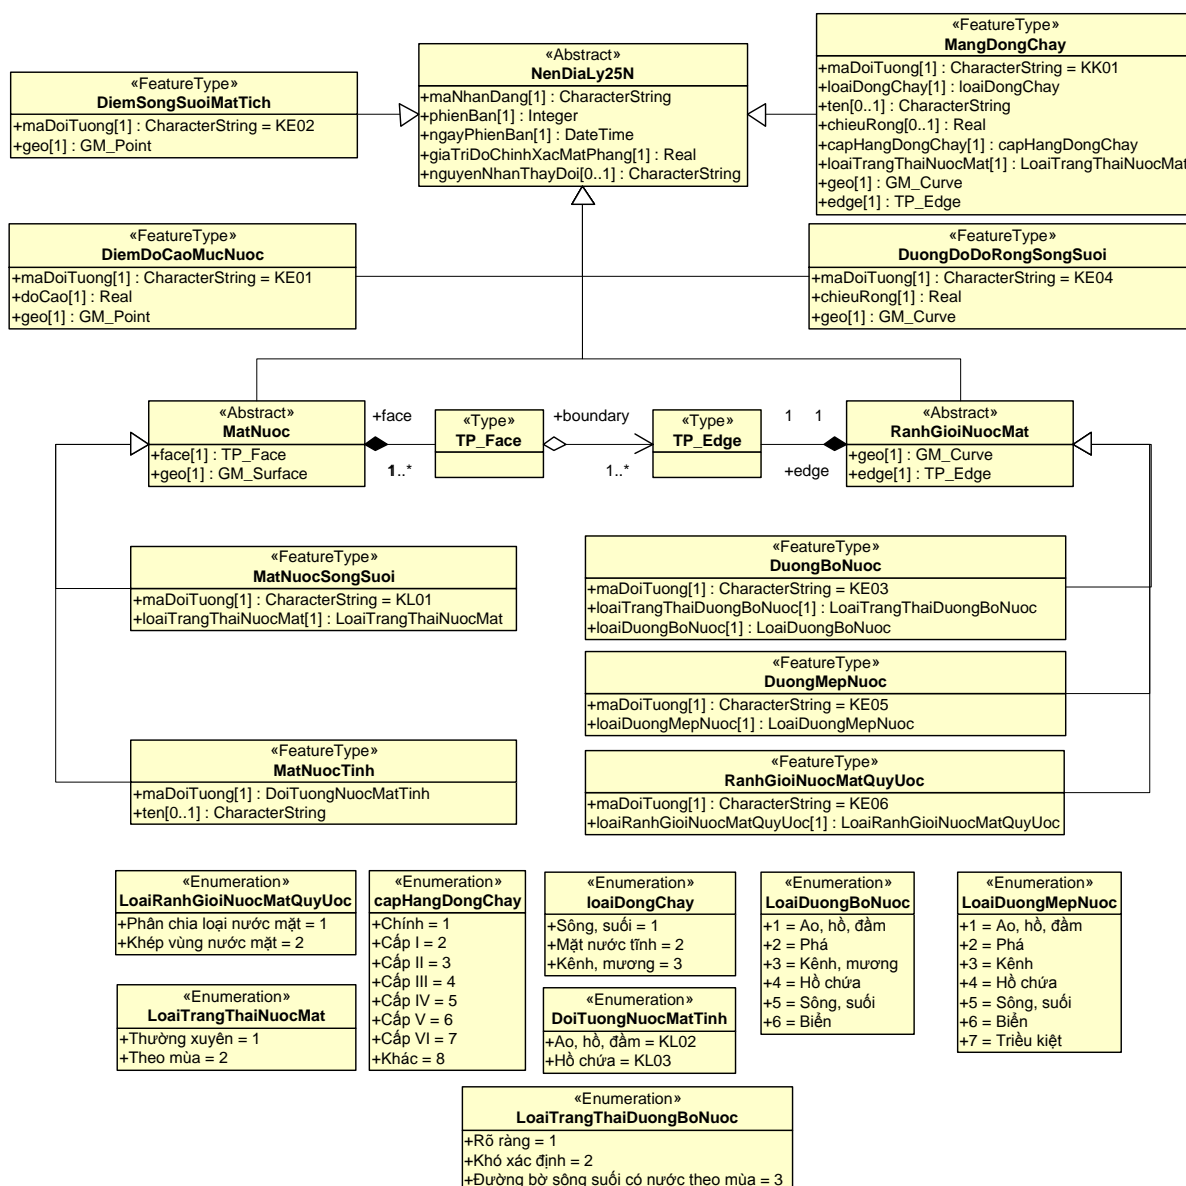 «FeatureType»
DiemSongSuoiMatTich
+maDoiTuong[1] : CharacterString = KE02
+geo[1] : GM_Point
«Abstract»
NenDiaLy25N
+maNhanDang[1] : CharacterString
+phienBan[1] : Integer
+ngayPhienBan[1] : DateTime
+giaTriDoChinhXacMatPhang[1] : Real
+nguyenNhanThayDoi[0..1] : CharacterString
«FeatureType»
MangDongChay
+maDoiTuong[1] : CharacterString = KK01
+loaiDongChay[1] : loaiDongChay
+ten[0..1] : CharacterString
+chieuRong[0..1] : Real
+capHangDongChay[1] : capHangDongChay
+loaiTrangThaiNuocMat[1] : LoaiTrangThaiNuocMat
+geo[1] : GM_Curve
+edge[1] : TP_Edge
«FeatureType»
DiemDoCaoMucNuoc
+maDoiTuong[1] : CharacterString = KE01
+doCao[1] : Real
+geo[1] : GM_Point
«FeatureType»
DuongDoDoRongSongSuoi
+maDoiTuong[1] : CharacterString = KE04
+chieuRong[1] : Real
+geo[1] : GM_Curve
«Abstract»
MatNuoc
+face[1] : TP_Face
+geo[1] : GM_Surface
+face
1..*
«Type»
TP_Face
+boundary
1..*
«Type»
TP_Edge
1 1
+edge
«Abstract»
RanhGioiNuocMat
+geo[1] : GM_Curve
+edge[1] : TP_Edge
«FeatureType»
MatNuocSongSuoi
+maDoiTuong[1] : CharacterString = KL01
+loaiTrangThaiNuocMat[1] : LoaiTrangThaiNuocMat
«FeatureType»
DuongBoNuoc
+maDoiTuong[1] : CharacterString = KE03
+loaiTrangThaiDuongBoNuoc[1] : LoaiTrangThaiDuongBoNuoc
+loaiDuongBoNuoc[1] : LoaiDuongBoNuoc
«FeatureType»
DuongMepNuoc
+maDoiTuong[1] : CharacterString = KE05
+loaiDuongMepNuoc[1] : LoaiDuongMepNuoc
«FeatureType»
MatNuocTinh
+maDoiTuong[1] : DoiTuongNuocMatTinh
+ten[0..1] : CharacterString
«FeatureType»
RanhGioiNuocMatQuyUoc
+maDoiTuong[1] : CharacterString = KE06
+loaiRanhGioiNuocMatQuyUoc[1] : LoaiRanhGioiNuocMatQuyUoc
«Enumeration»
LoaiRanhGioiNuocMatQuyUoc
+Phân chia loại nước mặt = 1
+Khép vùng nước mặt = 2
«Enumeration»
capHangDongChay
+Chính = 1
+Cấp I = 2
+Cấp II = 3
+Cấp III = 4
+Cấp IV = 5
+Cấp V = 6
+Cấp VI = 7
+Khác = 8
«Enumeration»
loaiDongChay
+Sông, suối = 1
+Mặt nước tĩnh = 2
+Kênh, mương = 3
«Enumeration»
LoaiDuongBoNuoc
+1 = Ao, hồ, đầm
+2 = Phá
+3 = Kênh, mương
+4 = Hồ chứa
+5 = Sông, suối
+6 = Biển
«Enumeration»
LoaiDuongMepNuoc
+1 = Ao, hồ, đầm
+2 = Phá
+3 = Kênh
+4 = Hồ chứa
+5 = Sông, suối
+6 = Biển
+7 = Triều kiệt
«Enumeration»
LoaiTrangThaiNuocMat
+Thường xuyên = 1
+Theo mùa = 2
«Enumeration»
DoiTuongNuocMatTinh
+Ao, hồ, đầm = KL02
+Hồ chứa = KL03
«Enumeration»
LoaiTrangThaiDuongBoNuoc
+Rõ ràng = 1
+Khó xác định = 2
+Đường bờ sông suối có nước theo mùa = 3